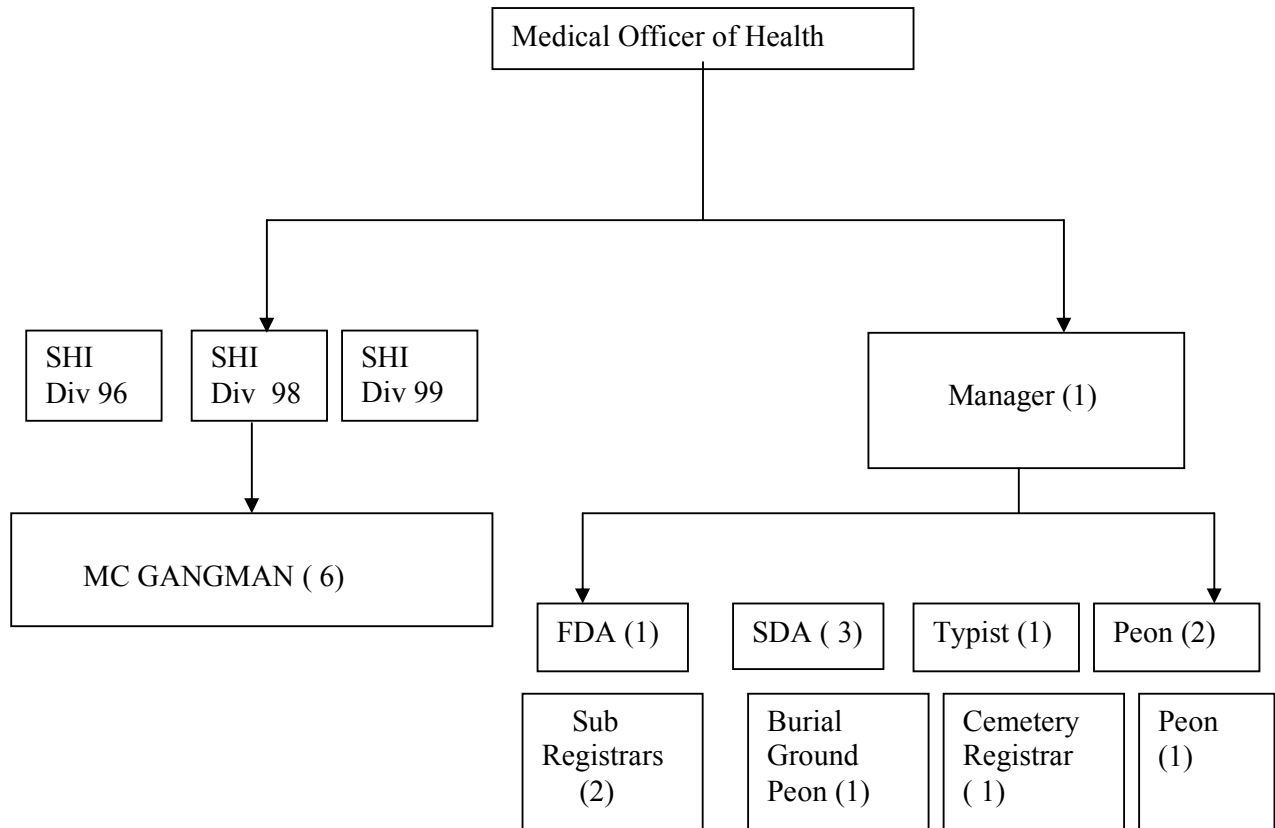 Medical Officer of Health
SHI
Div 96
SHI
Div 98
SHI
Div 99
Manager (1)
MC GANGMAN ( 6)
FDA (1)
SDA ( 3)
Typist (1)
Peon (2)
Sub
Registrars
(2)
Burial
Ground
Peon (1)
Cemetery
Registrar
( 1)
Peon
(1)